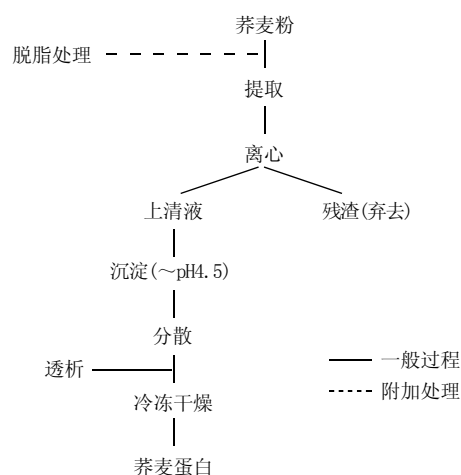 荞麦粉
脱脂处理
提取
离心
上清液
残渣(弃去)
沉淀(～pH4.5)
分散
透析
一般过程
附加处理
冷冻干燥
荞麦蛋白